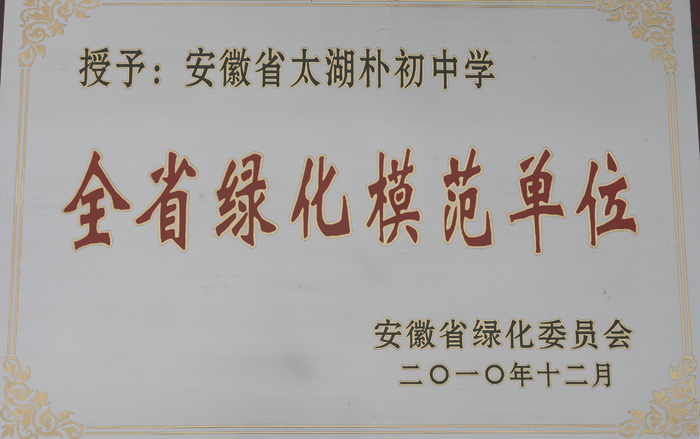 授予：安徽省太湖朴初中学
全省绿化模范单位
安徽省绿化委员会
二〇一〇年十二月